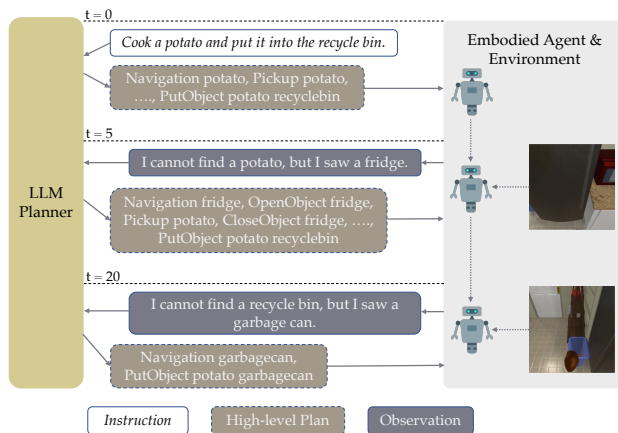 t = 0
Cook a potato and put it into the recycle bin.
Embodied Agent &
Environment
Navigation potato, Pickup potato,
...., PutObject potato recyclebin
t = 5
I cannot find a potato, but I saw a fridge.
LLM
Planner
Navigation fridge, OpenObject fridge,
Pickup potato, CloseObject fridge, ....,
PutObject potato recyclebin
t = 20
I cannot find a recycle bin, but I saw a
garbage can.
Navigation garbagecan,
PutObject potato garbagecan
Instruction
High-level Plan
Observation